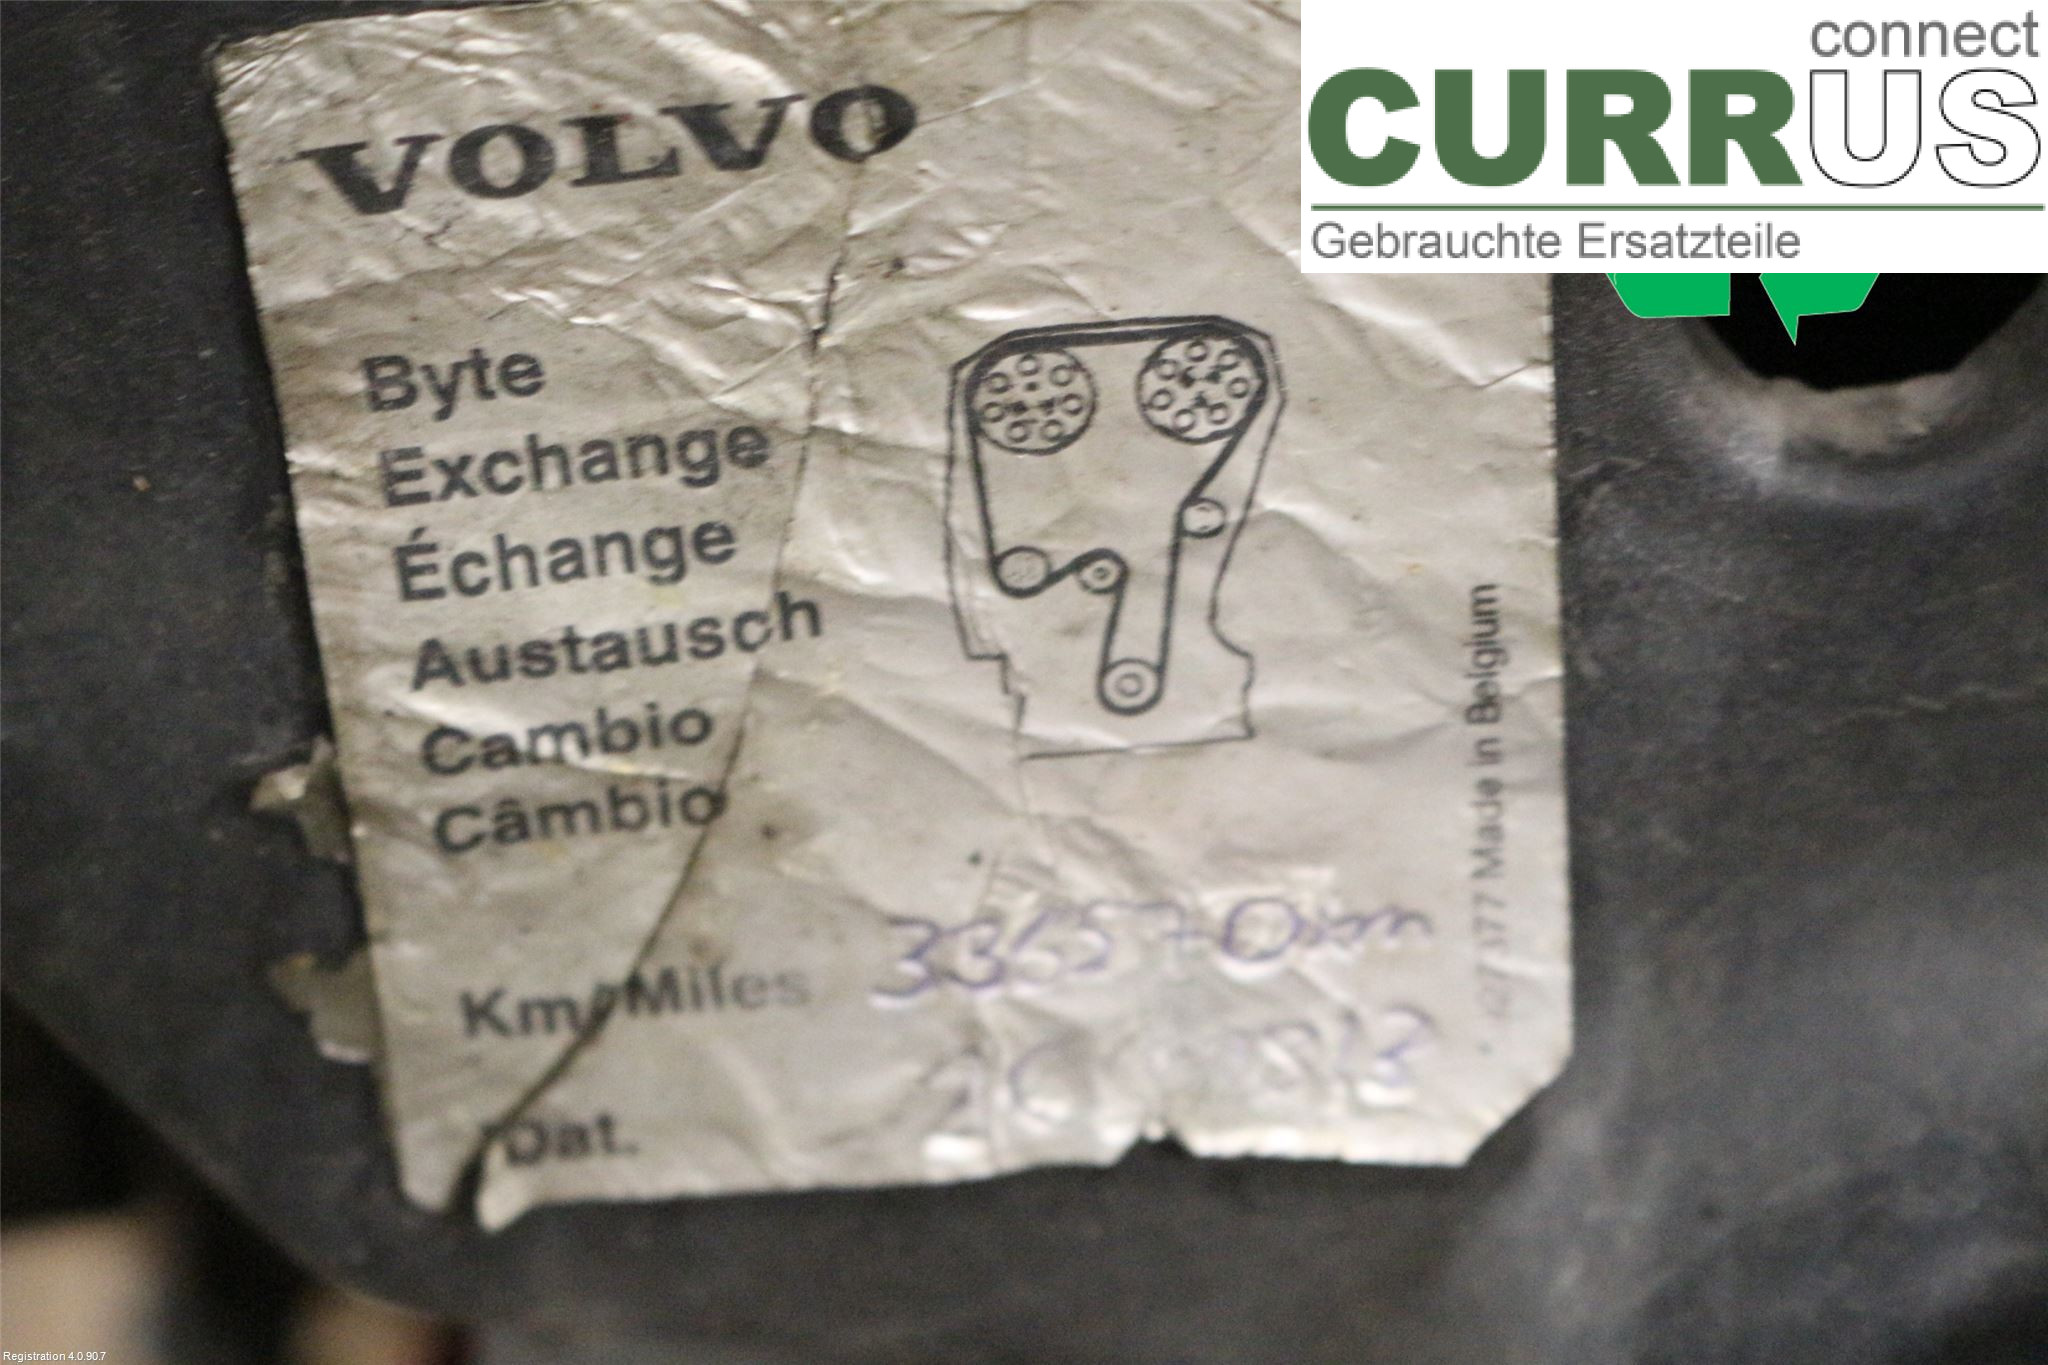 connect
CURRUS
Gebrauchte Ersatzteile
VOLVO
Byte
Exchange
Échange
Austausch
Cambio
Câmbio
Km/Miles
Dat.
Made in Belgium
Registration 4.0.90.7